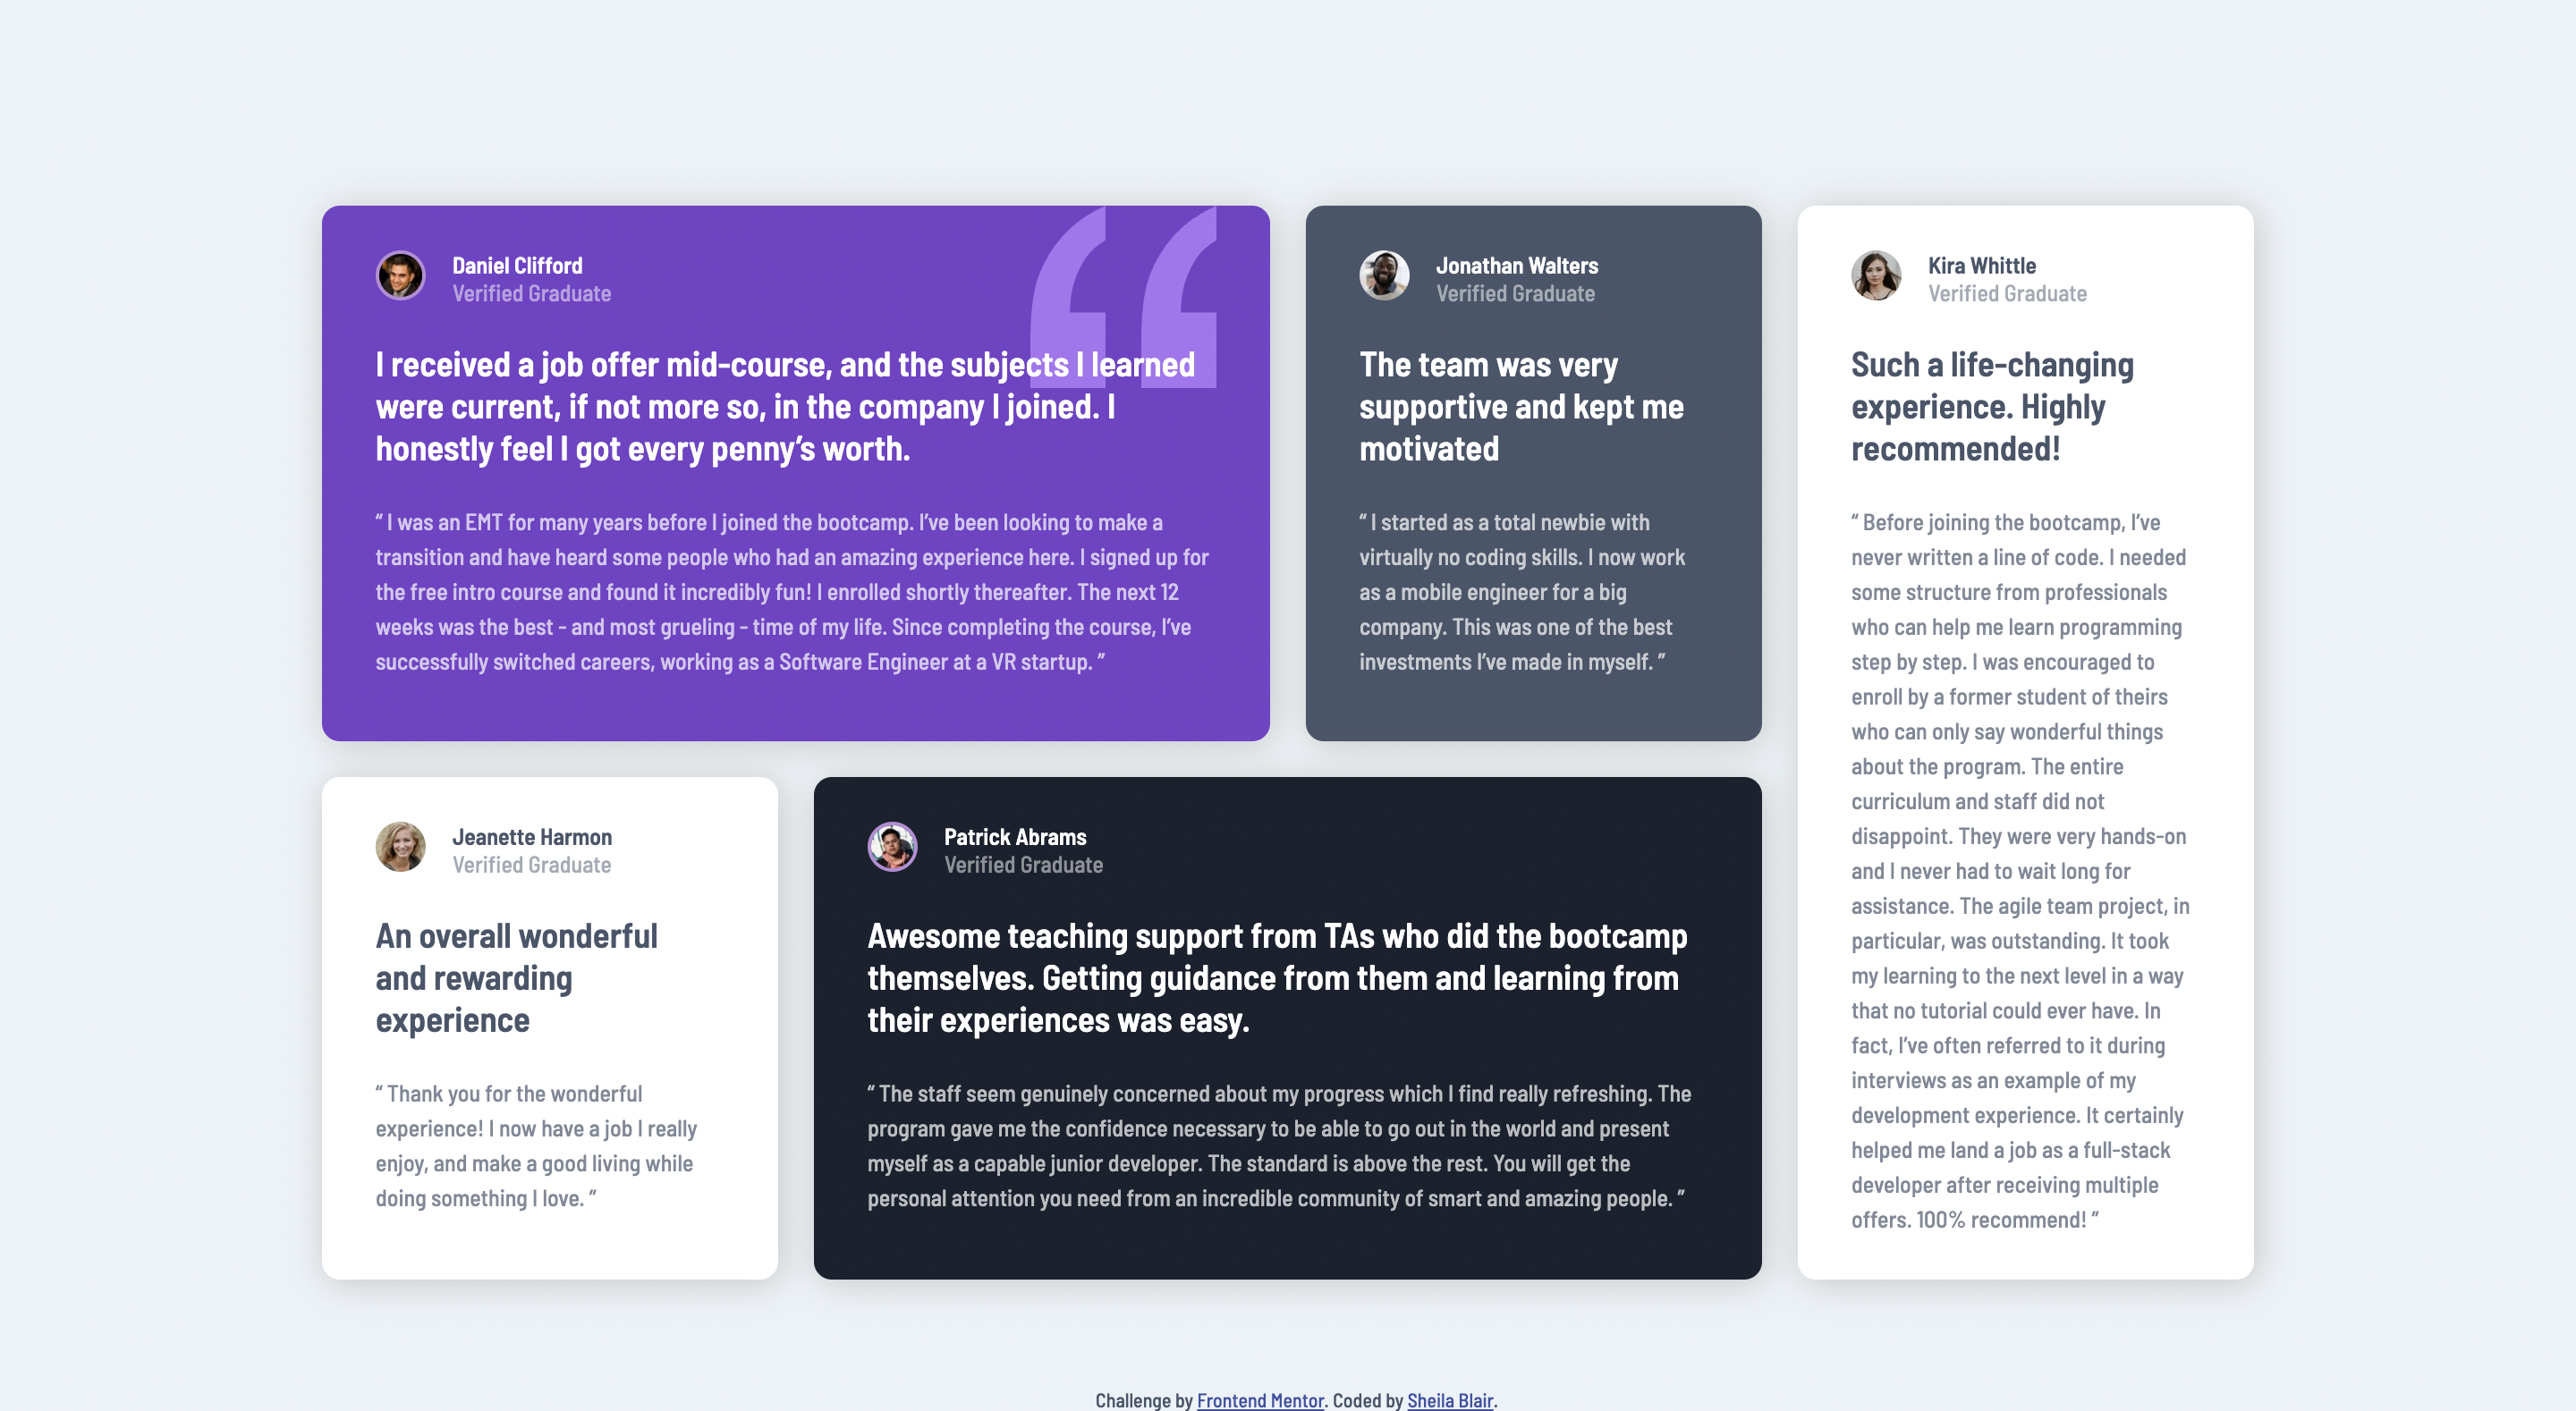 Daniel Clifford
Verified Graduate
I received a job offer mid-course, and the subjects I learned
were current, if not more so, in the company I joined. I
honestly feel I got every penny’s worth.
“ I was an EMT for many years before I joined the bootcamp. I’ve been looking to make a
transition and have heard some people who had an amazing experience here. I signed up for
the free intro course and found it incredibly fun! I enrolled shortly thereafter. The next 12
weeks was the best - and most grueling - time of my life. Since completing the course, I’ve
successfully switched careers, working as a Software Engineer at a VR startup. ”
Jonathan Walters
Verified Graduate
The team was very
supportive and kept me
motivated
“ I started as a total newbie with
virtually no coding skills. I now work
as a mobile engineer for a big
company. This was one of the best
investments I’ve made in myself. ”
Kira Whittle
Verified Graduate
Such a life-changing
experience. Highly
recommended!
“ Before joining the bootcamp, I’ve
never written a line of code. I needed
some structure from professionals
who can help me learn programming
step by step. I was encouraged to
enroll by a former student of theirs
who can only say wonderful things
about the program. The entire
curriculum and staff did not
disappoint. They were very hands-on
and I never had to wait long for
assistance. The agile team project, in
particular, was outstanding. It took
my learning to the next level in a way
that no tutorial could ever have. In
fact, I’ve often referred to it during
interviews as an example of my
development experience. It certainly
helped me land a job as a full-stack
developer after receiving multiple
offers. 100% recommend! ”
Jeanette Harmon
Verified Graduate
An overall wonderful
and rewarding
experience
“ Thank you for the wonderful
experience! I now have a job I really
enjoy, and make a good living while
doing something I love. ”
Patrick Abrams
Verified Graduate
Awesome teaching support from TAs who did the bootcamp
themselves. Getting guidance from them and learning from
their experiences was easy.
“ The staff seem genuinely concerned about my progress which I find really refreshing. The
program gave me the confidence necessary to be able to go out in the world and present
myself as a capable junior developer. The standard is above the rest. You will get the
personal attention you need from an incredible community of smart and amazing people. ”
Challenge by Frontend Mentor. Coded by Sheila Blair.